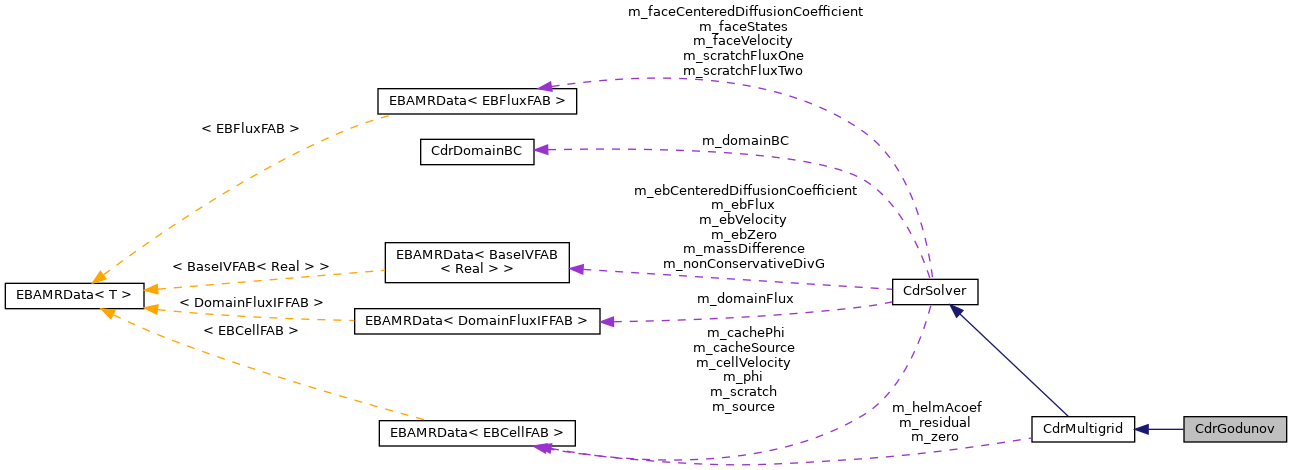 m_faceCenteredDiffusionCoefficient
m_faceStates
m_faceVelocity
m_scratchFluxOne
m_scratchFluxTwo
EBAMRData< EBFluxFAB >
< EBFluxFAB >
m_domainBC
CdrDomainBC
m_ebCenteredDiffusionCoefficient
m_ebFlux
m_ebVelocity
m_ebZero
m_massDifference
m_nonConservativeDivG
EBAMRData< BaseIVFAB
< Real > >
< BaseIVFAB< Real > >
EBAMRData< T >
CdrSolver
< DomainFluxIFFAB >
m_domainFlux
EBAMRData< DomainFluxIFFAB >
< EBCellFAB >
m_cachePhi
m_cacheSource
m_cellVelocity
m_phi
m_scratch
m_source
m_helmAcoef
m_residual
m_zero
EBAMRData< EBCellFAB >
CdrMultigrid
CdrGodunov